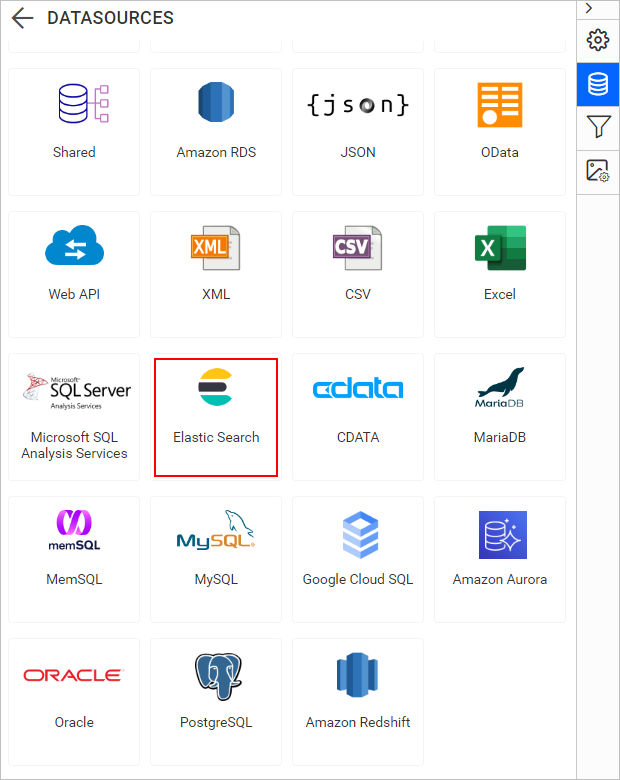 DATASOURCES
Shared
Amazon RDS
{json}
JSON
OData
Web API
XML
XML
CSV
CSV
X
Excel
Microsoft®
SQL Server
Analysis Services
Microsoft SQL
Analysis Services
Elastic Search
cdata
CDATA
MariaDB
MariaDB
memSQL
MemSQL
MySQL®
MySQL
Google Cloud SQL
Amazon Aurora
ORACLE
Oracle
PostgreSQL
Amazon Redshift